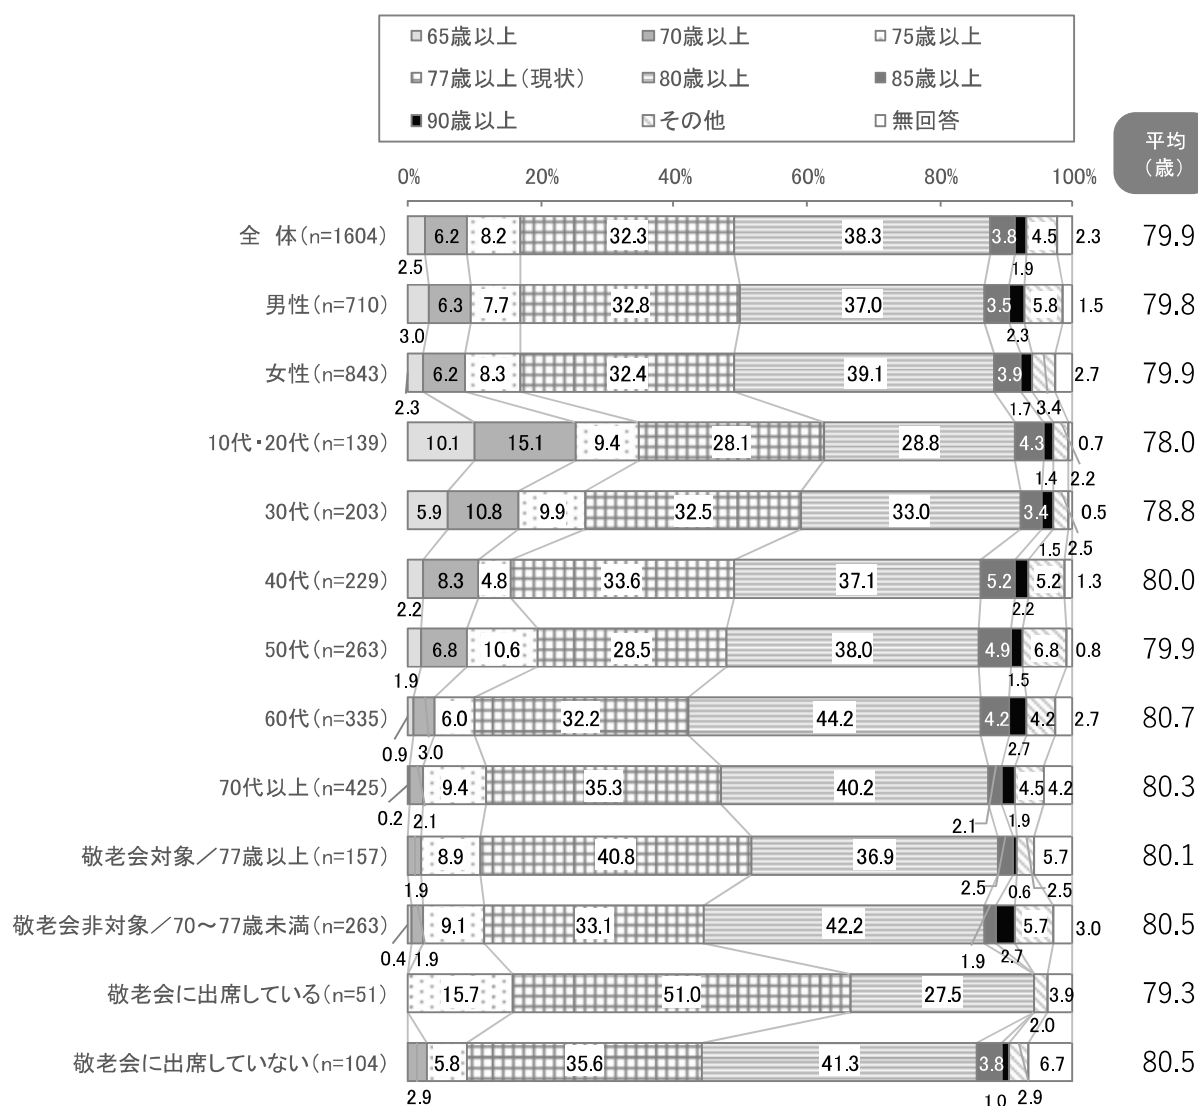 65歳以上 70歳以上 75歳以上
77歳以上(現状) 80歳以上 85歳以上
90歳以上 その他 無回答
平均
(歳)
0% 20% 40% 60% 80% 100%
全 体(n=1604) 6.2 8.2 32.3 38.3 3.8 4.5 2.3 79.9
2.5 1.9
男性(n=710) 6.3 7.7 32.8 37.0 3.5 5.8 1.5 79.8
3.0 2.3
女性(n=843) 6.2 8.3 32.4 39.1 3.9 2.7 79.9
2.3 1.7 3.4
10代・20代(n=139) 10.1 15.1 9.4 28.1 28.8 4.3 0.7 78.0
1.4 2.2
30代(n=203) 5.9 10.8 9.9 32.5 33.0 3.4 0.5 78.8
1.5 2.5
40代(n=229) 8.3 4.8 33.6 37.1 5.2 5.2 1.3 80.0
2.2 2.2
50代(n=263) 6.8 10.6 28.5 38.0 4.9 6.8 0.8 79.9
1.9 1.5
60代(n=335) 6.0 32.2 44.2 4.2 4.2 2.7 80.7
0.9 3.0 2.7
70代以上(n=425) 9.4 35.3 40.2 4.5 4.2 80.3
0.2 2.1 2.1 1.9
敬老会対象／77歳以上(n=157) 8.9 40.8 36.9 5.7 80.1
1.9 2.5 0.6 2.5
敬老会非対象／70～77歳未満(n=263) 9.1 33.1 42.2 5.7 3.0 80.5
0.4 1.9 1.9 2.7
敬老会に出席している(n=51) 15.7 51.0 27.5 3.9 79.3
2.0
敬老会に出席していない(n=104) 5.8 35.6 41.3 3.8 6.7 80.5
2.9 1.0 2.9